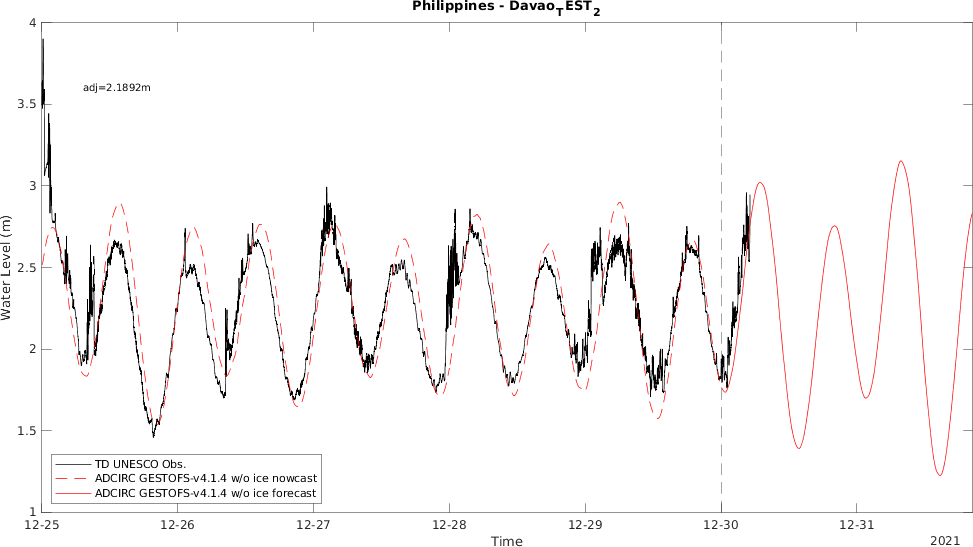 Philippines - Davao_TEST_2
4
adj=2.1892m
3.5
3
2.5
Water Level (m)
2
1.5
TD UNESCO Obs.
ADCIRC GESTOFS-v4.1.4 w/o ice nowcast
ADCIRC GESTOFS-v4.1.4 w/o ice forecast
1
12-25 12-26 12-27 12-28 12-29 12-30 12-31
Time
2021